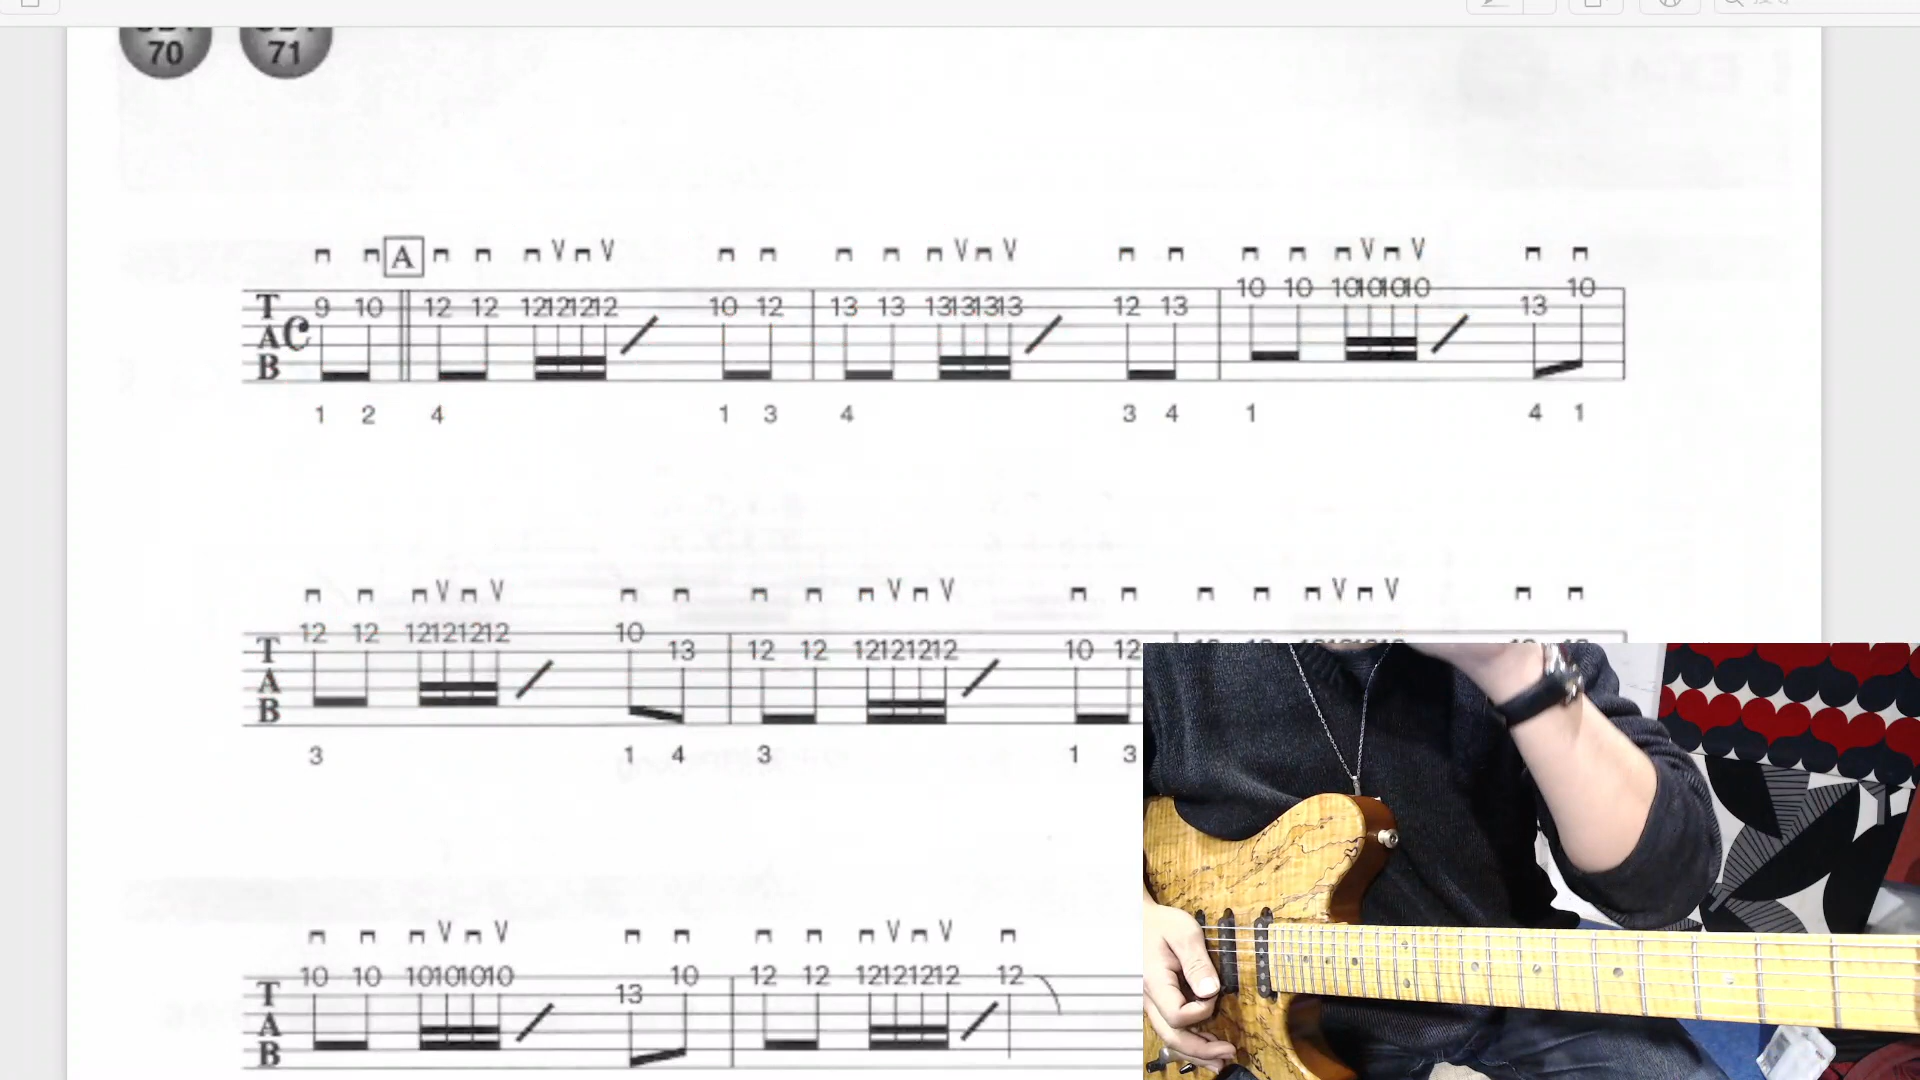 70 71
A
T A B C 9 10 12 12 12 12 12 12 10 12 13 13 13 13 13 13 12 13 10 10 10 10 10 10 13 10
1 2 4 1 3 4 3 4 1 4 1
T A B 12 12 12 12 12 12 10 13 12 12 12 12 12 12 10 12
3 1 4 3 1 3
T A B 10 10 10 10 10 10 13 10 12 12 12 12 12 12 12